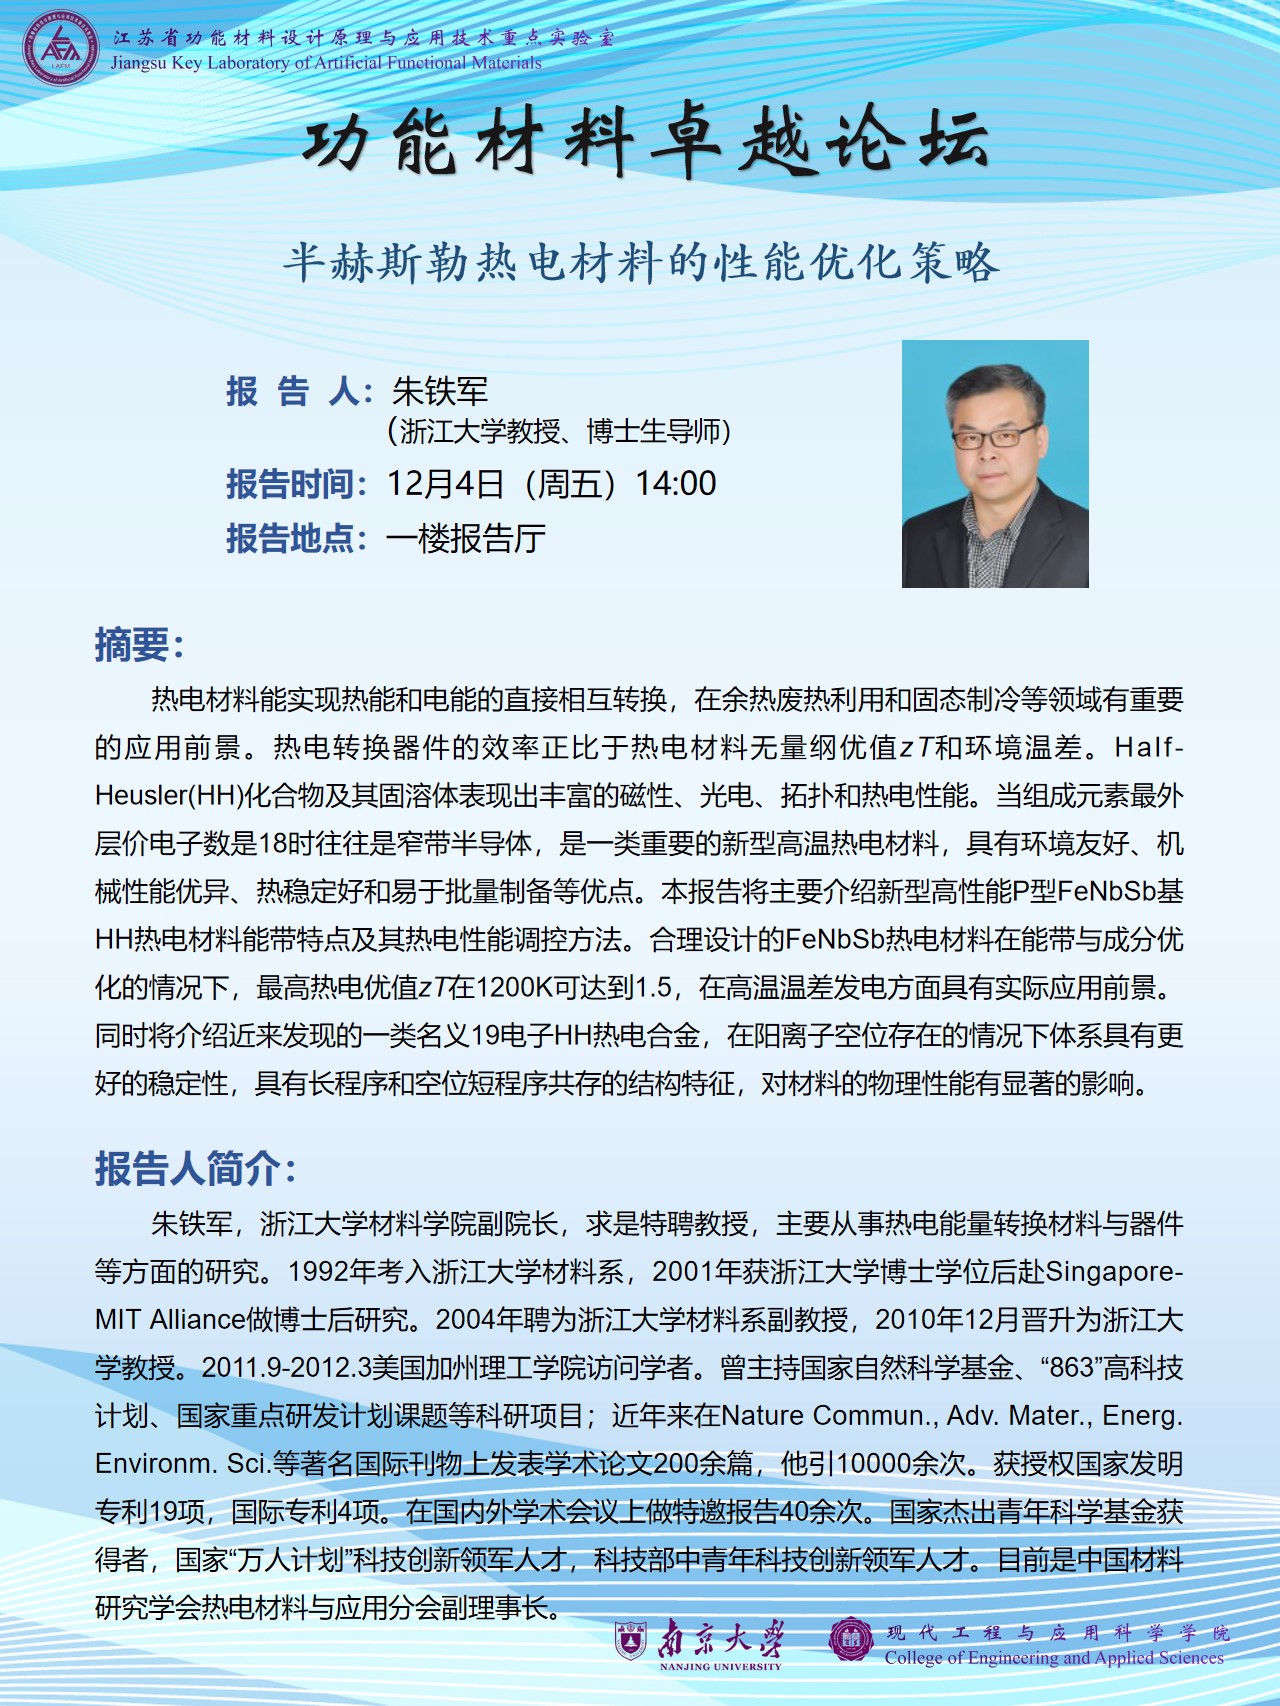 江苏省功能材料设计原理与应用技术重点实验室
Jiangsu Key Laboratory of Artificial Functional Materials
功能材料卓越论坛
半赫斯勒热电材料的性能优化策略
报 告 人：朱铁军
（浙江大学教授、博士生导师）
报告时间：12月4日（周五）14:00
报告地点：一楼报告厅
摘要：
热电材料能实现热能和电能的直接相互转换，在余热废热利用和固态制冷等领域有重要
的应用前景。热电转换器件的效率正比于热电材料无量纲优值zT和环境温差。Half-
Heusler(HH)化合物及其固溶体表现出丰富的磁性、光电、拓扑和热电性能。当组成元素最外
层价电子数是18时往往是窄带半导体，是一类重要的新型高温热电材料，具有环境友好、机
械性能优异、热稳定好和易于批量制备等优点。本报告将主要介绍新型高性能P型FeNbSb基
HH热电材料能带特点及其热电性能调控方法。合理设计的FeNbSb热电材料在能带与成分优
化的情况下，最高热电优值zT在1200K可达到1.5，在高温温差发电方面具有实际应用前景。
同时将介绍近来发现的一类名义19电子HH热电合金，在阳离子空位存在的情况下体系具有更
好的稳定性，具有长程序和空位短程序共存的结构特征，对材料的物理性能有显著的影响。
报告人简介：
朱铁军，浙江大学材料学院副院长，求是特聘教授，主要从事热电能量转换材料与器件
等方面的研究。1992年考入浙江大学材料系，2001年获浙江大学博士学位后赴Singapore-
MIT Alliance做博士后研究。2004年聘为浙江大学材料系副教授，2010年12月晋升为浙江大
学教授。2011.9-2012.3美国加州理工学院访问学者。曾主持国家自然科学基金、“863”高科技
计划、国家重点研发计划课题等科研项目；近年来在Nature Commun., Adv. Mater., Energ.
Environm. Sci.等著名国际刊物上发表学术论文200余篇，他引10000余次。获授权国家发明
专利19项，国际专利4项。在国内外学术会议上做特邀报告40余次。国家杰出青年科学基金获
得者，国家“万人计划”科技创新领军人才，科技部中青年科技创新领军人才。目前是中国材料
研究学会热电材料与应用分会副理事长。
南京大学
NANJING UNIVERSITY
现代工程与应用科学学院
College of Engineering and Applied Sciences